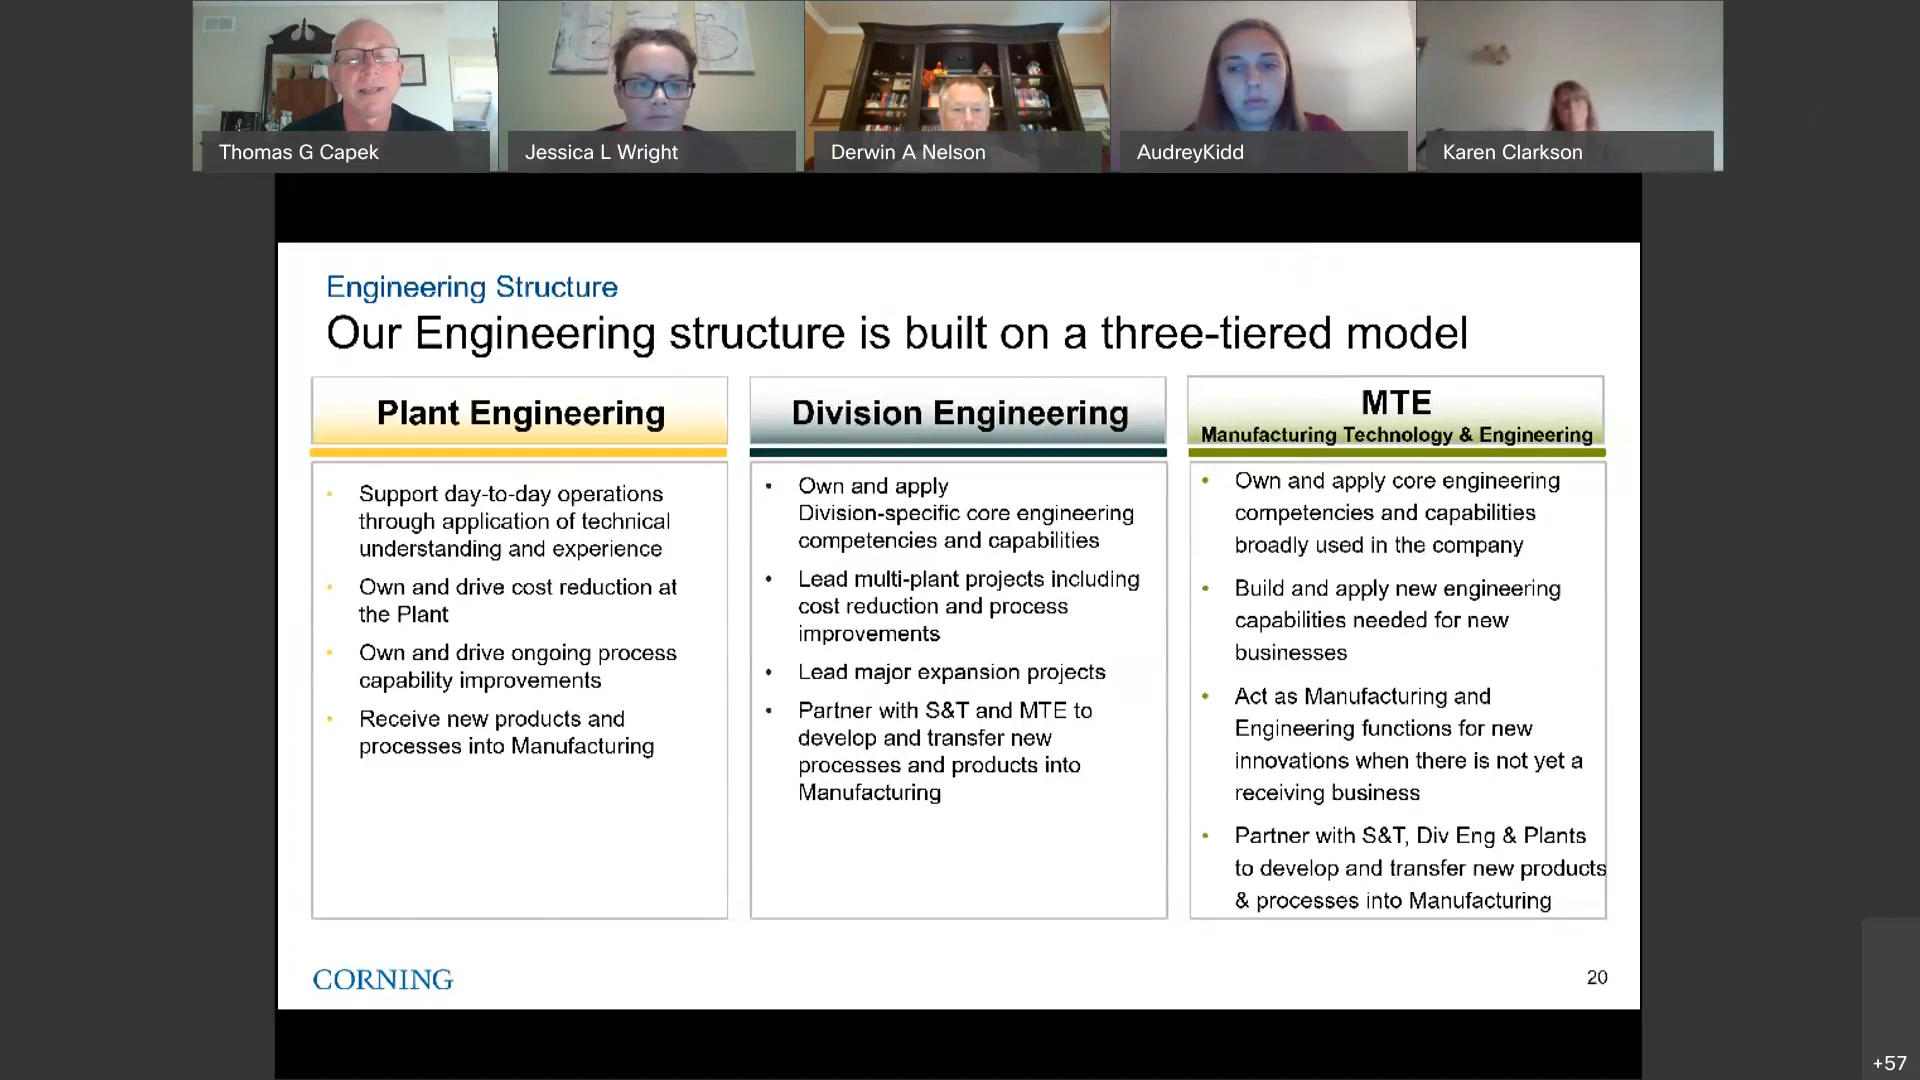 Thomas G Capek
Jessica L Wright
Derwin A Nelson
AudreyKidd
Karen Clarkson
Engineering Structure
Our Engineering structure is built on a three-tiered model
Plant Engineering
• Support day-to-day operations
through application of technical
understanding and experience
• Own and drive cost reduction at
the Plant
• Own and drive ongoing process
capability improvements
• Receive new products and
processes into Manufacturing
Division Engineering
• Own and apply
Division-specific core engineering
competencies and capabilities
• Lead multi-plant projects including
cost reduction and process
improvements
• Lead major expansion projects
• Partner with S&T and MTE to
develop and transfer new
processes and products into
Manufacturing
MTE
Manufacturing Technology & Engineering
• Own and apply core engineering
competencies and capabilities
broadly used in the company
• Build and apply new engineering
capabilities needed for new
businesses
• Act as Manufacturing and
Engineering functions for new
innovations when there is not yet a
receiving business
• Partner with S&T, Div Eng & Plants
to develop and transfer new products
& processes into Manufacturing
CORNING
20
+57